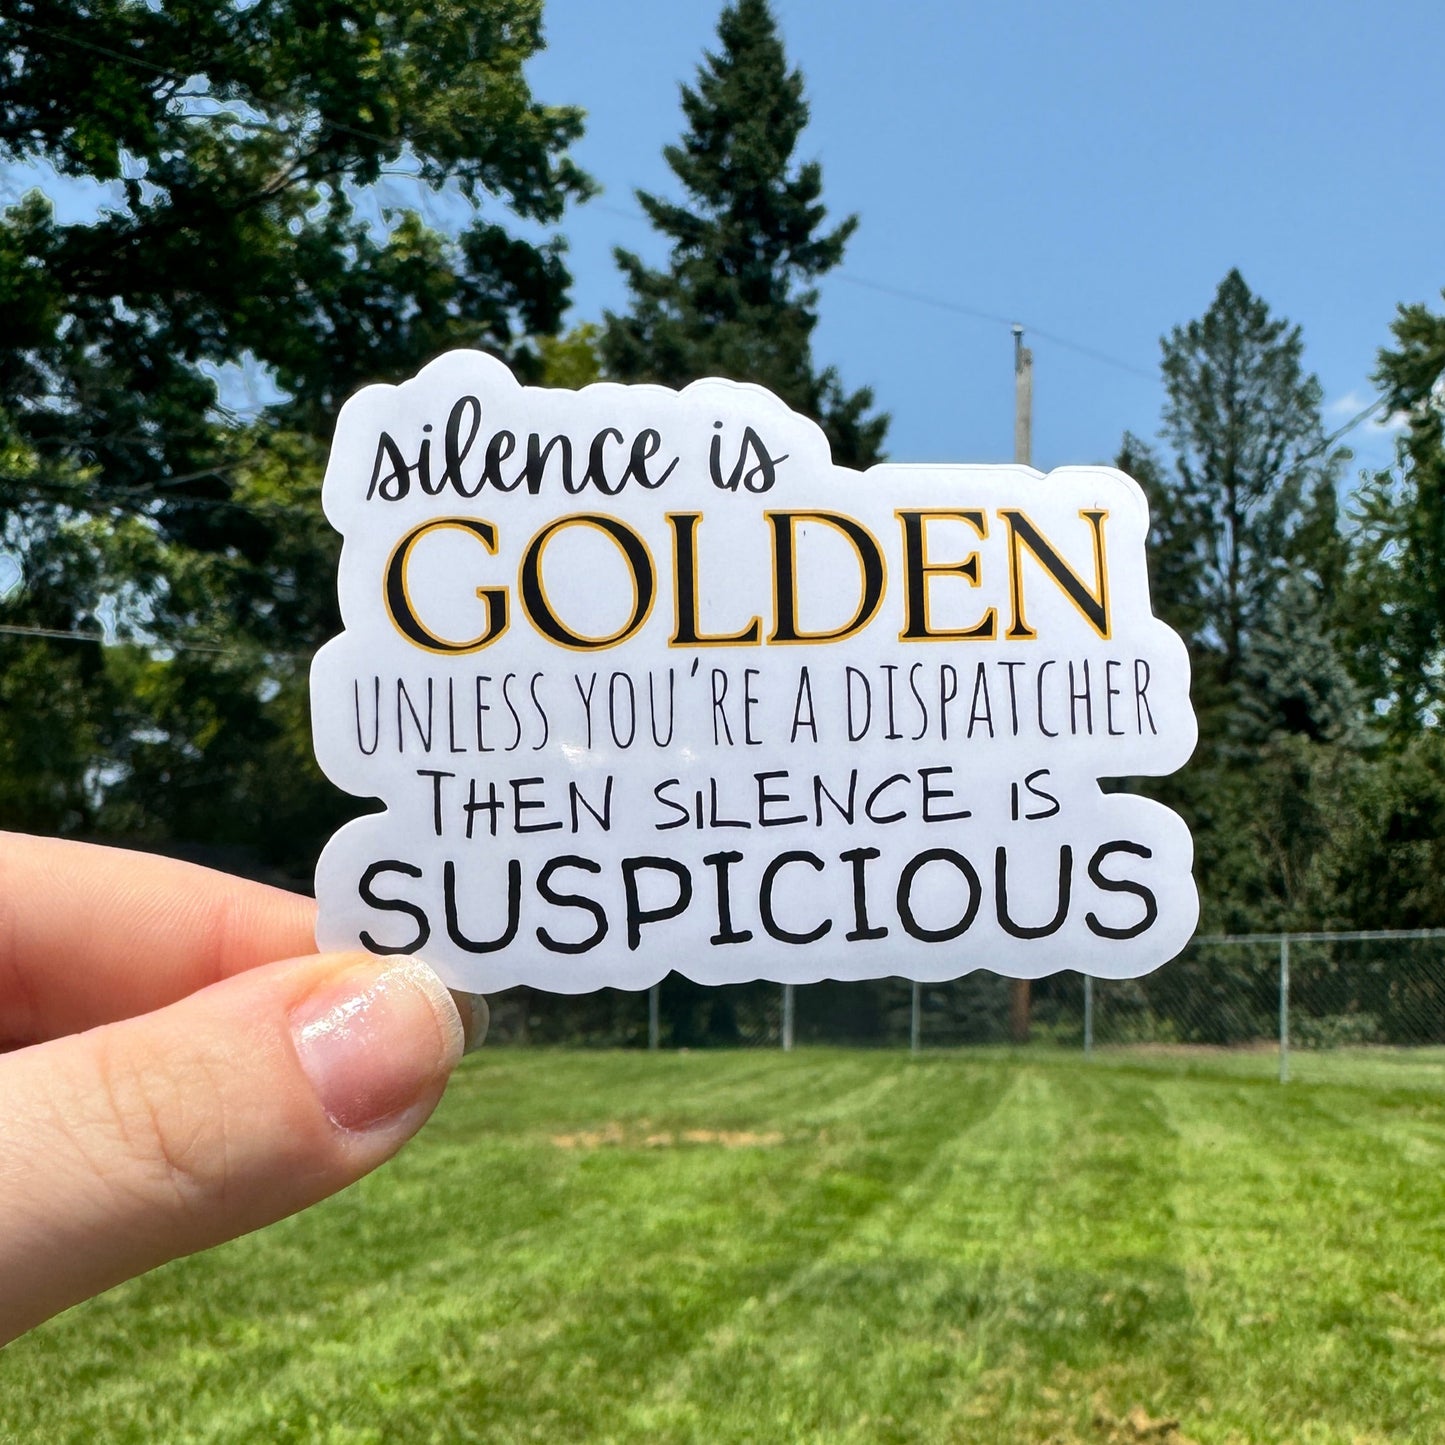 silence is
GOLDEN
UNLESS YOU'RE A DISPATCHER
THEN SILENCE IS
SUSPICIOUS